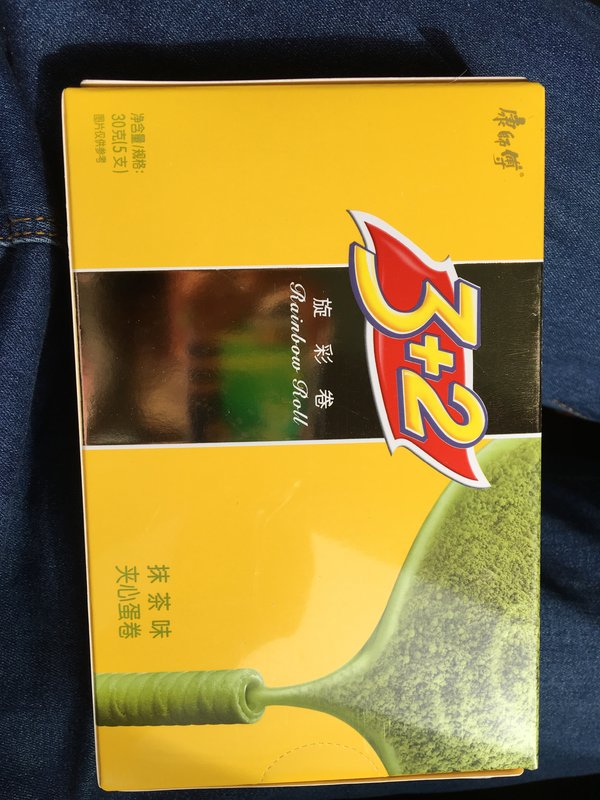 康师傅®
3+2
旋彩卷
Rainbow Roll
净含量/规格:
30克(5支)
图片仅供参考
抹茶味
夹心蛋卷